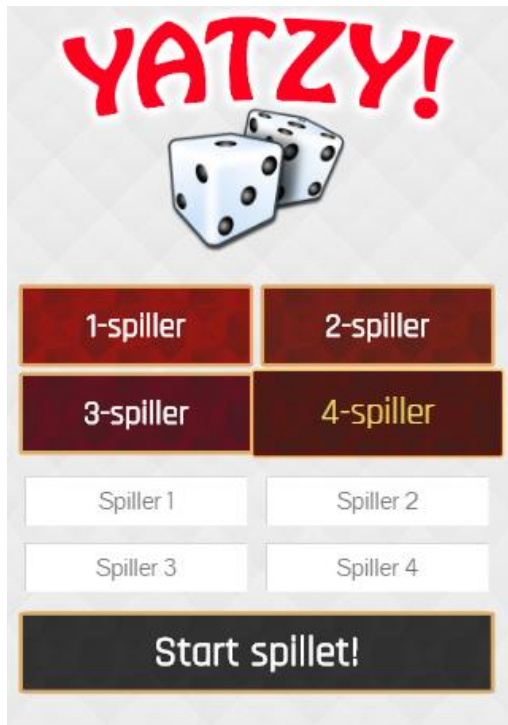 YATZY!
1-spiller 2-spiller
3-spiller 4-spiller
Spiller 1 Spiller 2
Spiller 3 Spiller 4
Start spillet!